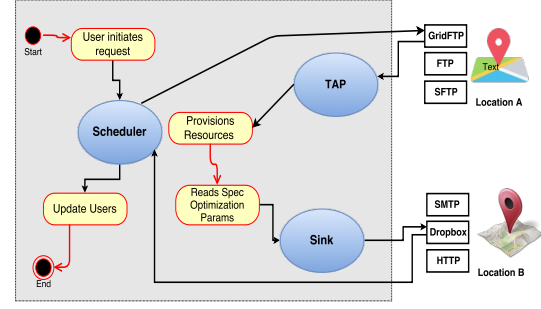 Start
User initiates
request
Scheduler
Update Users
End
TAP
Provisions
Resources
Reads Spec
Optimization
Params
Sink
GridFTP
FTP
SFTP
Text
Location A
SMTP
Dropbox
HTTP
Location B